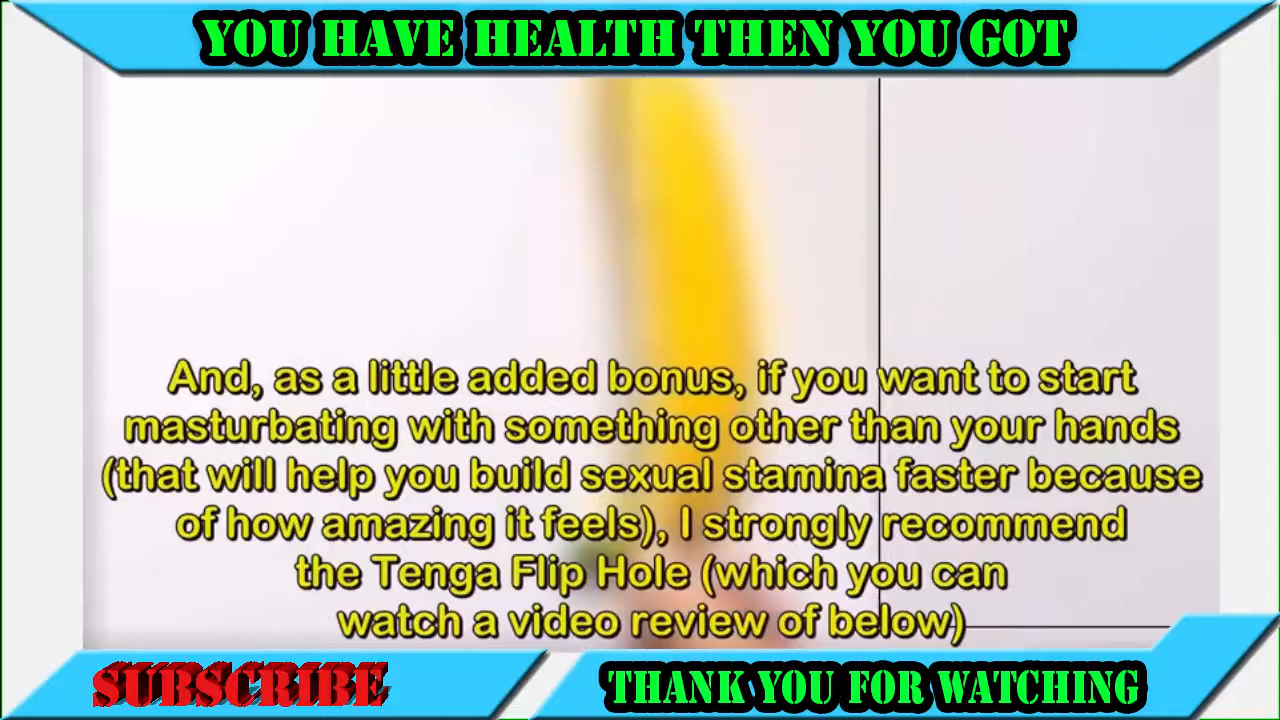 YOU HAVE HEALTH THEN YOU GOT
And, as a little added bonus, if you want to start
masturbating with something other than your hands
(that will help you build sexual stamina faster because
of how amazing it feels), I strongly recommend
the Tenga Flip Hole (which you can
watch a video review of below)
SUBSCRIBE
THANK YOU FOR WATCHING